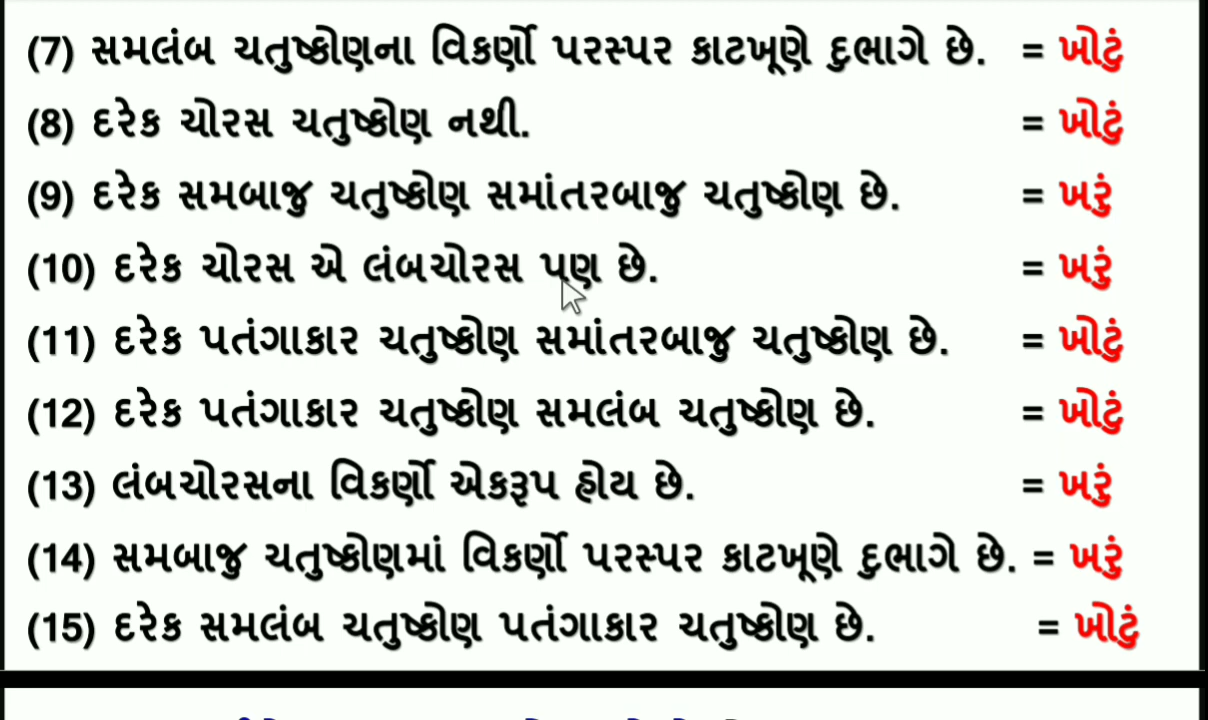 (7) સમલંબ ચતુષ્કોણના વિકર્ણો પરસ્પર કાટખૂણે દુભાગે છે. = ખોટું
(8) દરેક ચોરસ ચતુષ્કોણ નથી. = ખોટું
(9) દરેક સમબાજુ ચતુષ્કોણ સમાંતરબાજુ ચતુષ્કોણ છે. = ખરું
(10) દરેક ચોરસ એ લંબચોરસ પણ છે. = ખરું
(11) દરેક પતંગાકાર ચતુષ્કોણ સમાંતરબાજુ ચતુષ્કોણ છે. = ખોટું
(12) દરેક પતંગાકાર ચતુષ્કોણ સમલંબ ચતુષ્કોણ છે. = ખોટું
(13) લંબચોરસના વિકર્ણો એકરૂપ હોય છે. = ખરું
(14) સમબાજુ ચતુષ્કોણમાં વિકર્ણો પરસ્પર કાટખૂણે દુભાગે છે. = ખરું
(15) દરેક સમલંબ ચતુષ્કોણ પતંગાકાર ચતુષ્કોણ છે. = ખોટું